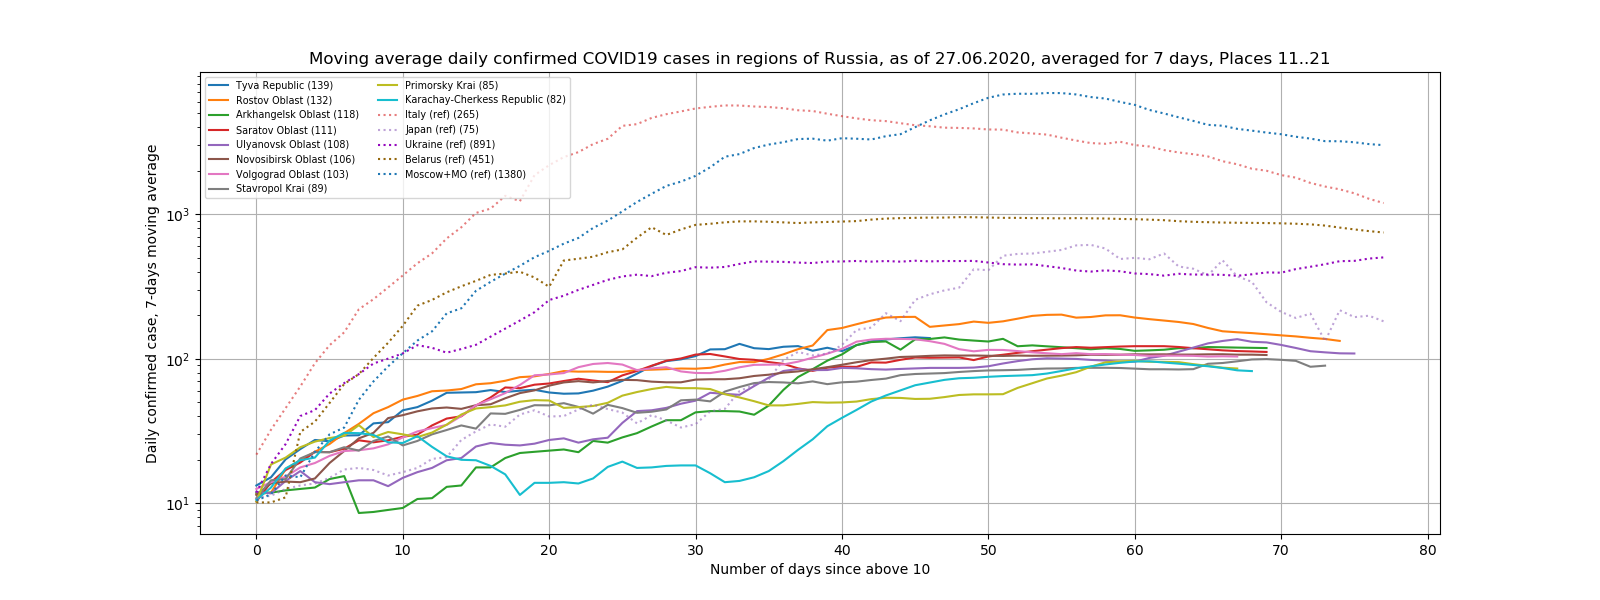 Moving average daily confirmed COVID19 cases in regions of Russia, as of 27.06.2020, averaged for 7 days, Places 11..21
Tyva Republic (139)
Rostov Oblast (132)
Arkhangelsk Oblast (118)
Saratov Oblast (111)
Ulyanovsk Oblast (108)
Novosibirsk Oblast (106)
Volgograd Oblast (103)
Stavropol Krai (89)
Primorsky Krai (85)
Karachay-Cherkess Republic (82)
Italy (ref) (265)
Japan (ref) (75)
Ukraine (ref) (891)
Belarus (ref) (451)
Moscow+MO (ref) (1380)
Daily confirmed case, 7-days moving average
10³
10²
10¹
0 10 20 30 40 50 60 70 80
Number of days since above 10